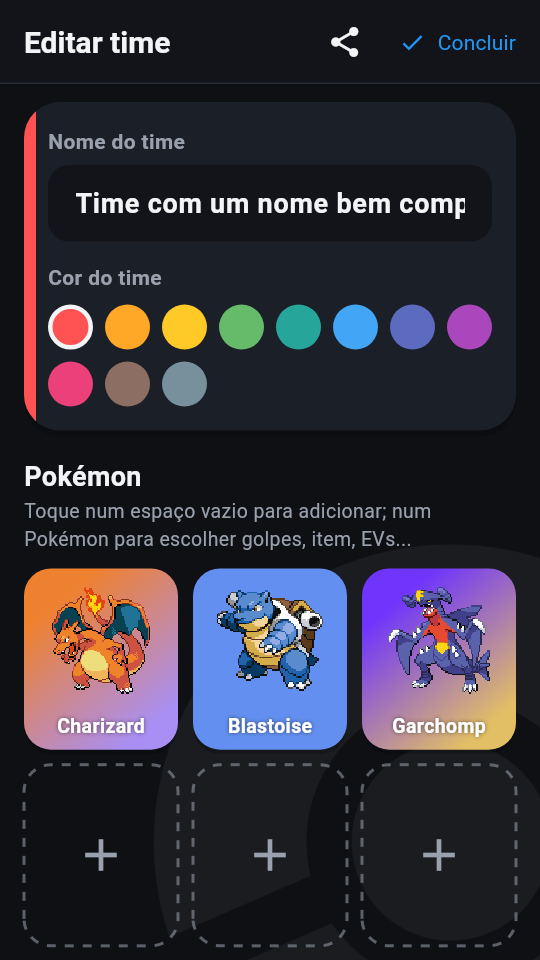 Editar time
Concluir
Nome do time
Time com um nome bem comp
Cor do time
Pokémon
Toque num espaço vazio para adicionar; num
Pokémon para escolher golpes, item, EVs...
Charizard
Blastoise
Garchomp